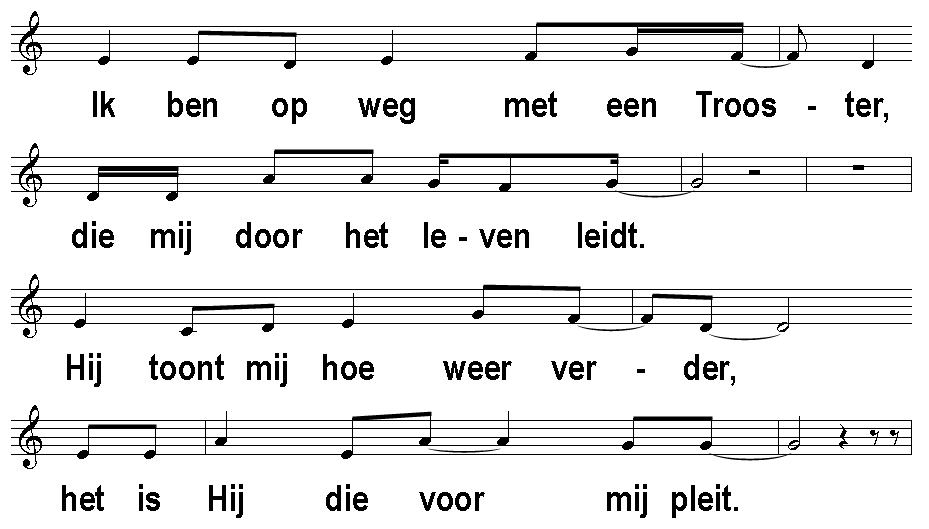 Ik ben op weg met een Troos - ter,
die mij door het le - ven leidt.
Hij toont mij hoe weer ver - der,
het is Hij die voor mij pleit.